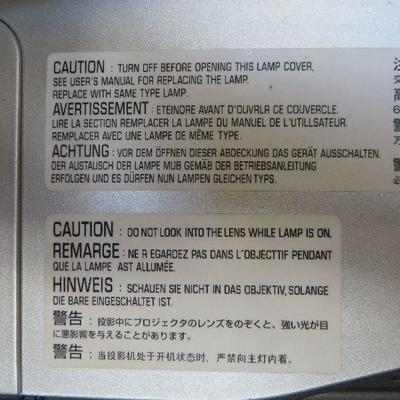 CAUTION : TURN OFF BEFORE OPENING THIS LAMP COVER,
SEE USER'S MANUAL FOR REPLACING THE LAMP.
REPLACE WITH SAME TYPE LAMP.
AVERTISSEMENT : ETEINDRE AVANT D'OUVRLR CE COUVERCLE.
LIRE LA SECTION REMPLACER LA LAMPE DU MANUEL DE L'UTLLSATEUR.
REMPLACER AVEC UNE LAMPE DE MÊME TYPE.
ACHTUNG : VOR DEM ÖFFNEN DIESER ABDECKUNG DAS GERÄT AUSSCHALTEN.
DER AUSTAUSCH DER LAMPE MUB GEMÄB DER BETRIEBSANLEITUNG
ERFOLGEN UND ES DÜRFEN NUN LAMPEN GLEICHEN TYPS.
CAUTION : DO NOT LOOK INTO THE LENS WHILE LAMP IS ON.
REMARGE : NE R EGARDEZ PAS DANS L'OBJECTTIF PENDANT
QUE LA LAMPE AST ALLUMÉE.
HINWEIS : SCHAUEN SIE NICHT IN DAS OBJEKTIV, SOLANGE
DIE BARE EINGESCHALTET IST.
警告 : 投影中にプロジェクタのレンズをのぞくと、強い光が目
に悪影響を与えることがあります。
警告 : 当投影机处于开机状态时, 严禁向主灯内看.